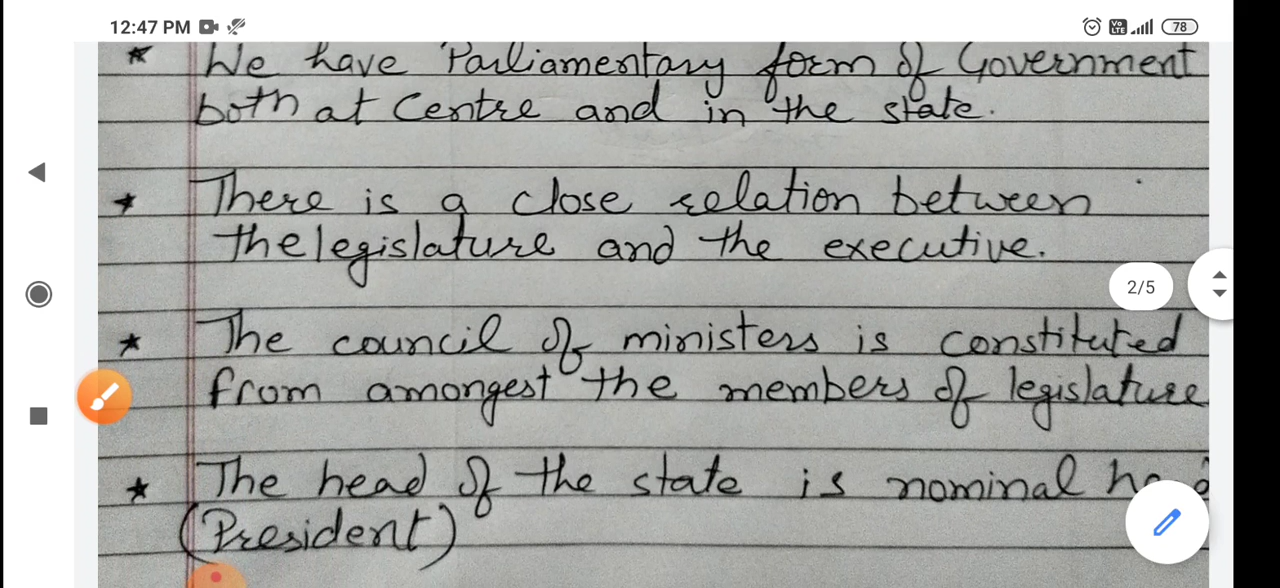 12:47 PM
Vo LTE 78
★ We have Parliamentary form of Government
both at Centre and in the state.
★ There is a close relation between
the legislature and the executive.
2/5
★ The council of ministers is constituted
from amongest the members of legislature
★ The head of the state is nominal
(President)